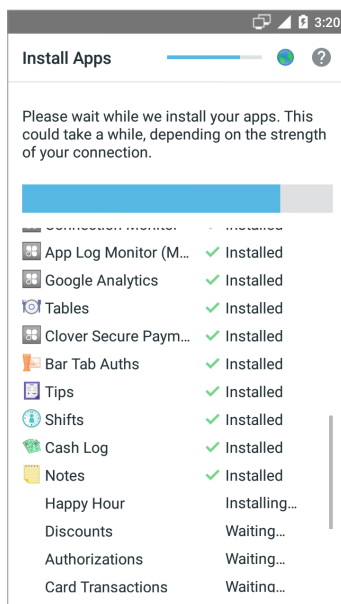 3:20
Install Apps
?
Please wait while we install your apps. This
could take a while, depending on the strength
of your connection.
Connection Monitor Installed
App Log Monitor (M... Installed
Google Analytics Installed
Tables Installed
Clover Secure Paym... Installed
Bar Tab Auths Installed
Tips Installed
Shifts Installed
Cash Log Installed
Notes Installed
Happy Hour Installing...
Discounts Waiting...
Authorizations Waiting...
Card Transactions Waiting...